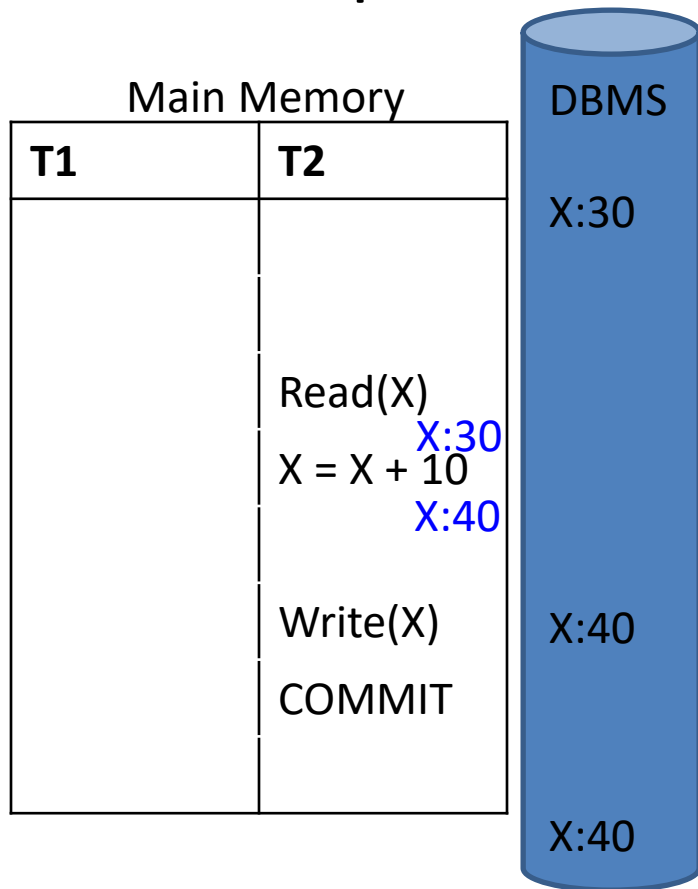 Main Memory
DBMS
T1 T2
X:30
Read(X)
X:30
X = X + 10
X:40
Write(X)
X:40
COMMIT
X:40